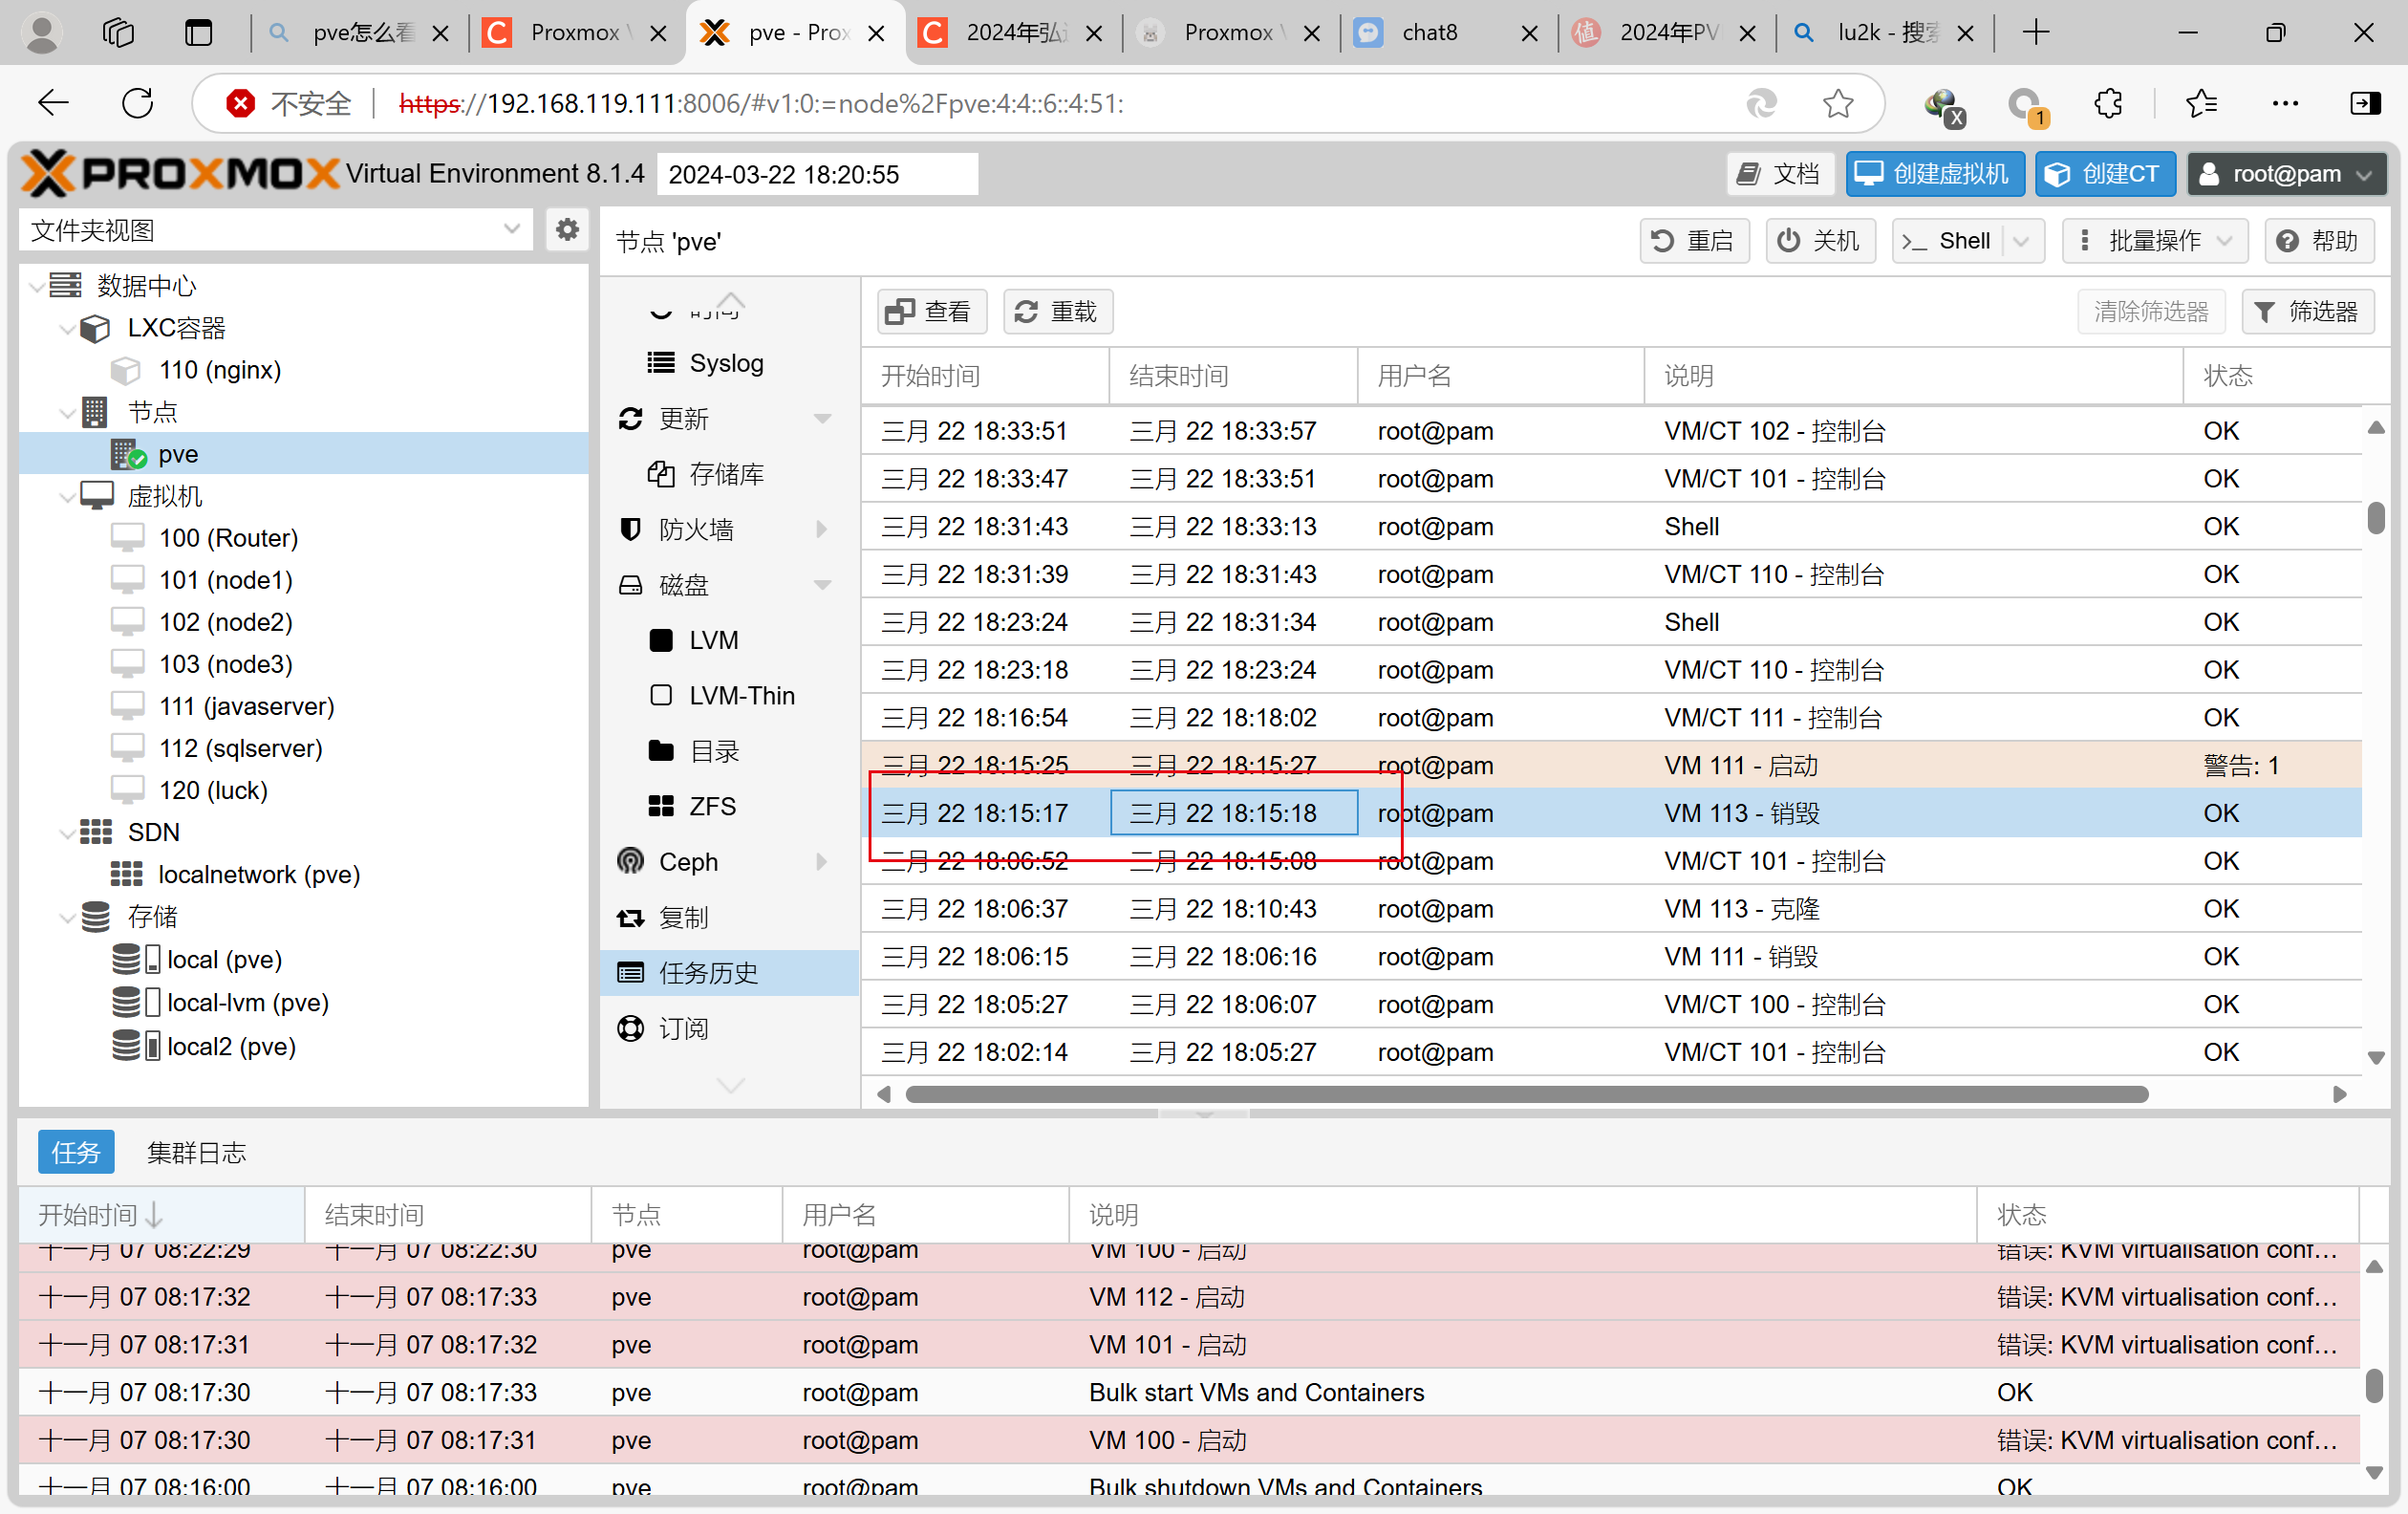 pve怎么看
Proxmox V
pve - Prox
2024年弘
Proxmox V
chat8
2024年PV
lu2k - 搜索
不安全
https://192.168.119.111:8006/#v1:0:=node%2Fpve:4:4::6::4:51:
X
1
PROXMOX Virtual Environment 8.1.4
2024-03-22 18:20:55
文档
创建虚拟机
创建CT
root@pam
文件夹视图
节点 'pve'
重启
关机
Shell
批量操作
帮助
数据中心
LXC容器
110 (nginx)
节点
pve
虚拟机
100 (Router)
101 (node1)
102 (node2)
103 (node3)
111 (javaserver)
112 (sqlserver)
120 (luck)
SDN
localnetwork (pve)
存储
local (pve)
local-lvm (pve)
local2 (pve)
时间
Syslog
更新
存储库
防火墙
磁盘
LVM
LVM-Thin
目录
ZFS
Ceph
复制
任务历史
订阅
查看
重载
清除筛选器
筛选器
开始时间 结束时间 用户名 说明 状态
三月 22 18:33:51 三月 22 18:33:57 root@pam VM/CT 102 - 控制台 OK
三月 22 18:33:47 三月 22 18:33:51 root@pam VM/CT 101 - 控制台 OK
三月 22 18:31:43 三月 22 18:33:13 root@pam Shell OK
三月 22 18:31:39 三月 22 18:31:43 root@pam VM/CT 110 - 控制台 OK
三月 22 18:23:24 三月 22 18:31:34 root@pam Shell OK
三月 22 18:23:18 三月 22 18:23:24 root@pam VM/CT 110 - 控制台 OK
三月 22 18:16:54 三月 22 18:18:02 root@pam VM/CT 111 - 控制台 OK
三月 22 18:15:25 三月 22 18:15:27 root@pam VM 111 - 启动 警告: 1
三月 22 18:15:17 三月 22 18:15:18 root@pam VM 113 - 销毁 OK
三月 22 18:06:52 三月 22 18:15:08 root@pam VM/CT 101 - 控制台 OK
三月 22 18:06:37 三月 22 18:10:43 root@pam VM 113 - 克隆 OK
三月 22 18:06:15 三月 22 18:06:16 root@pam VM 111 - 销毁 OK
三月 22 18:05:27 三月 22 18:06:07 root@pam VM/CT 100 - 控制台 OK
三月 22 18:02:14 三月 22 18:05:27 root@pam VM/CT 101 - 控制台 OK
任务
集群日志
开始时间 结束时间 节点 用户名 说明 状态
十一月 07 08:22:29 十一月 07 08:22:30 pve root@pam VM 100 - 启动 错误: KVM virtualisation conf...
十一月 07 08:17:32 十一月 07 08:17:33 pve root@pam VM 112 - 启动 错误: KVM virtualisation conf...
十一月 07 08:17:31 十一月 07 08:17:32 pve root@pam VM 101 - 启动 错误: KVM virtualisation conf...
十一月 07 08:17:30 十一月 07 08:17:33 pve root@pam Bulk start VMs and Containers OK
十一月 07 08:17:30 十一月 07 08:17:31 pve root@pam VM 100 - 启动 错误: KVM virtualisation conf...
十一月 07 08:16:00 十一月 07 08:16:00 pve root@pam Bulk shutdown VMs and Containers OK